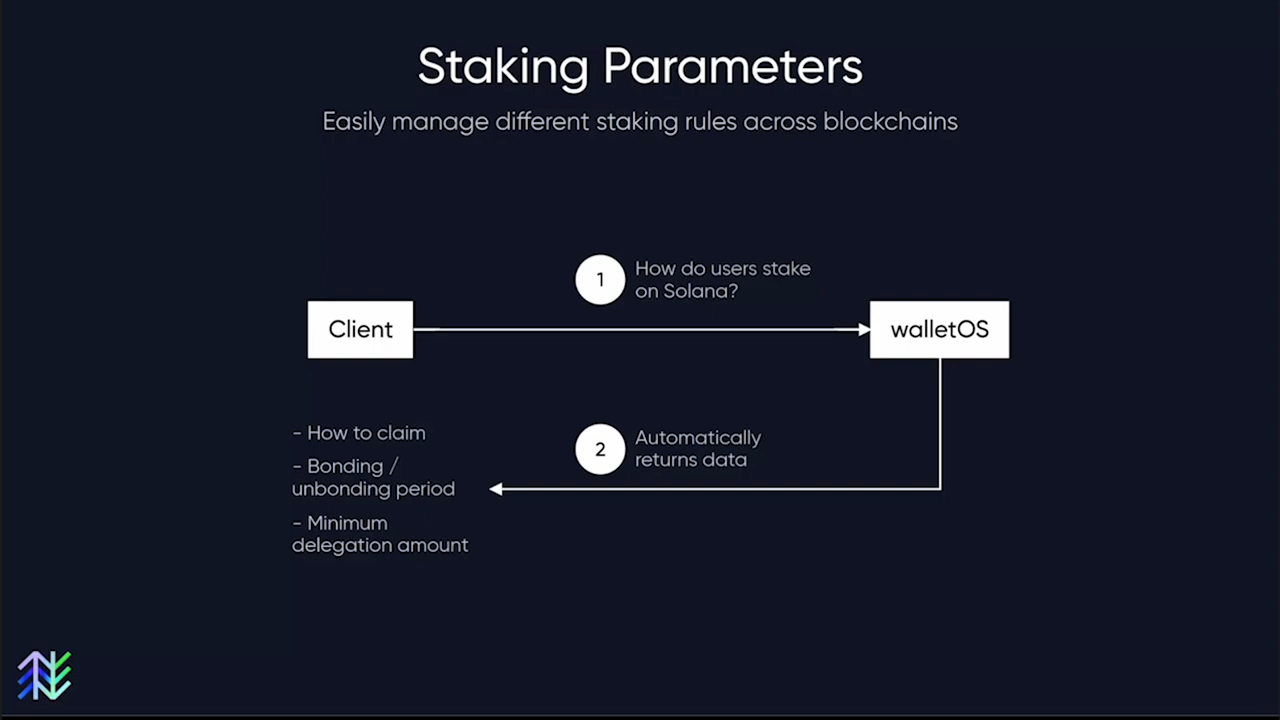 Staking Parameters
Easily manage different staking rules across blockchains
1
How do users stake
on Solana?
Client
walletOS
- How to claim
- Bonding /
unbonding period
- Minimum
delegation amount
2
Automatically
returns data